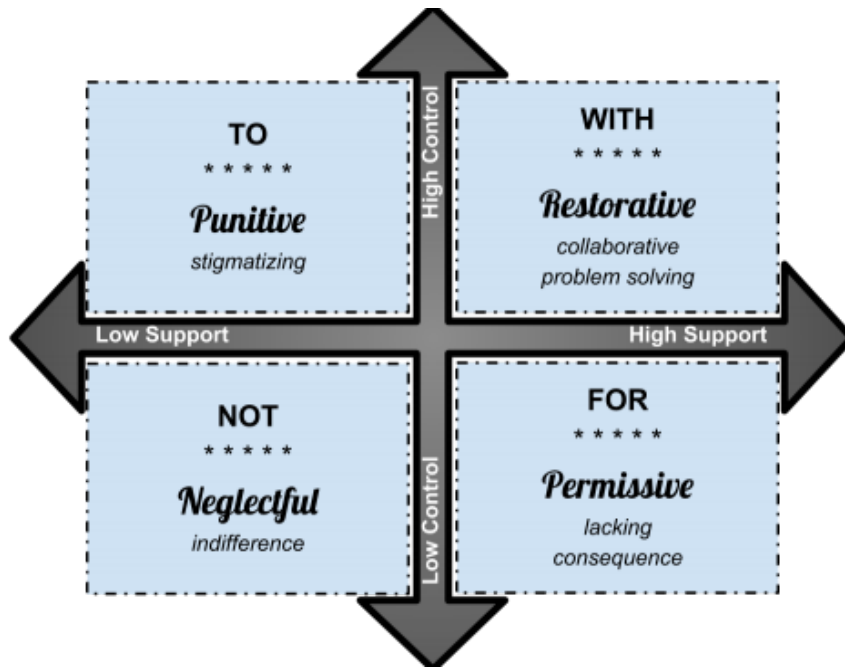 High Control
TO
* * * * *
Punitive
stigmatizing
WITH
* * * * *
Restorative
collaborative
problem solving
Low Support
High Support
NOT
* * * * *
Neglectful
indifference
FOR
* * * * *
Permissive
lacking
consequence
Low Control